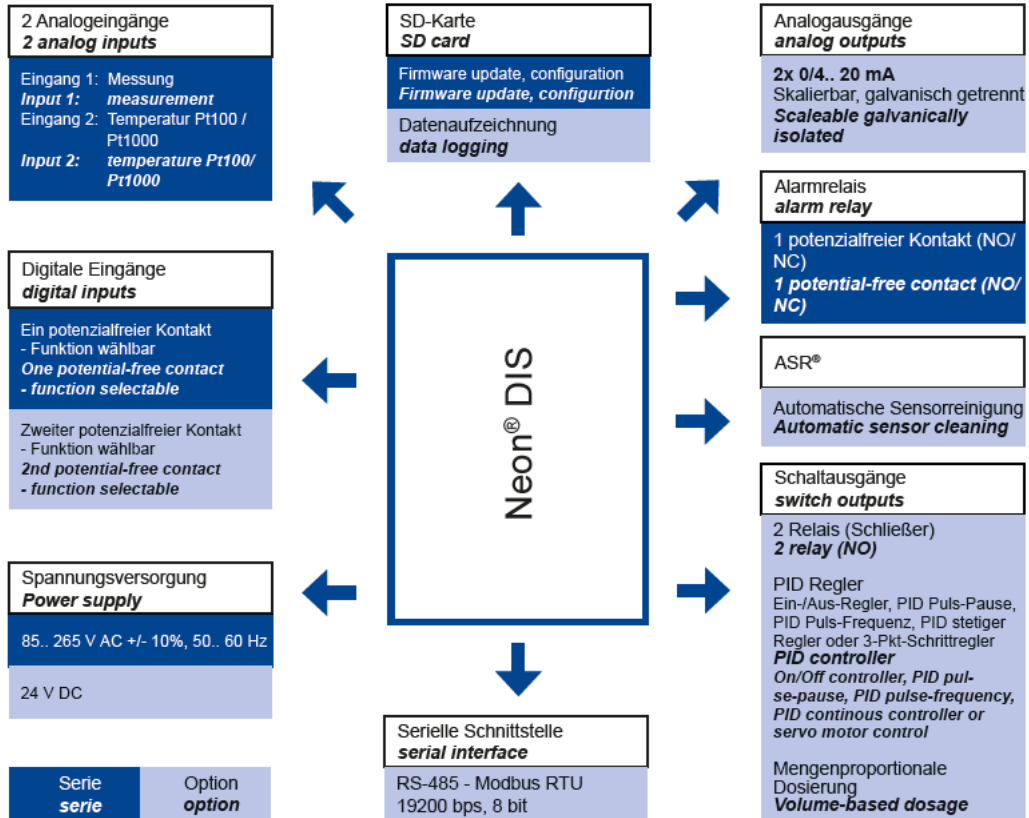 2 Analogeingänge
2 analog inputs
Eingang 1: Messung
Input 1: measurement
Eingang 2: Temperatur Pt100 /
Pt1000
Input 2: temperature Pt100/
Pt1000
Digitale Eingänge
digital inputs
Ein potenzialfreier Kontakt
- Funktion wählbar
One potential-free contact
- function selectable
Zweiter potenzialfreier Kontakt
- Funktion wählbar
2nd potential-free contact
- function selectable
Spannungsversorgung
Power supply
85.. 265 V AC +/- 10%, 50.. 60 Hz
24 V DC
Serie
serie
Option
option
SD-Karte
SD card
Firmware update, configuration
Firmware update, configurtion
Datenaufzeichnung
data logging
Neon® DIS
Serielle Schnittstelle
serial interface
RS-485 - Modbus RTU
19200 bps, 8 bit
Analogausgänge
analog outputs
2x 0/4.. 20 mA
Skalierbar, galvanisch getrennt
Scaleable galvanically
isolated
Alarmrelais
alarm relay
1 potenzialfreier Kontakt (NO/
NC)
1 potential-free contact (NO/
NC)
ASR®
Automatische Sensorreinigung
Automatic sensor cleaning
Schaltausgänge
switch outputs
2 Relais (Schließer)
2 relay (NO)
PID Regler
Ein-/Aus-Regler, PID Puls-Pause,
PID Puls-Frequenz, PID stetiger
Regler oder 3-Pkt-Schrittregler
PID controller
On/Off controller, PID pul-
se-pause, PID pulse-frequency,
PID continous controller or
servo motor control
Mengenproportionale
Dosierung
Volume-based dosage